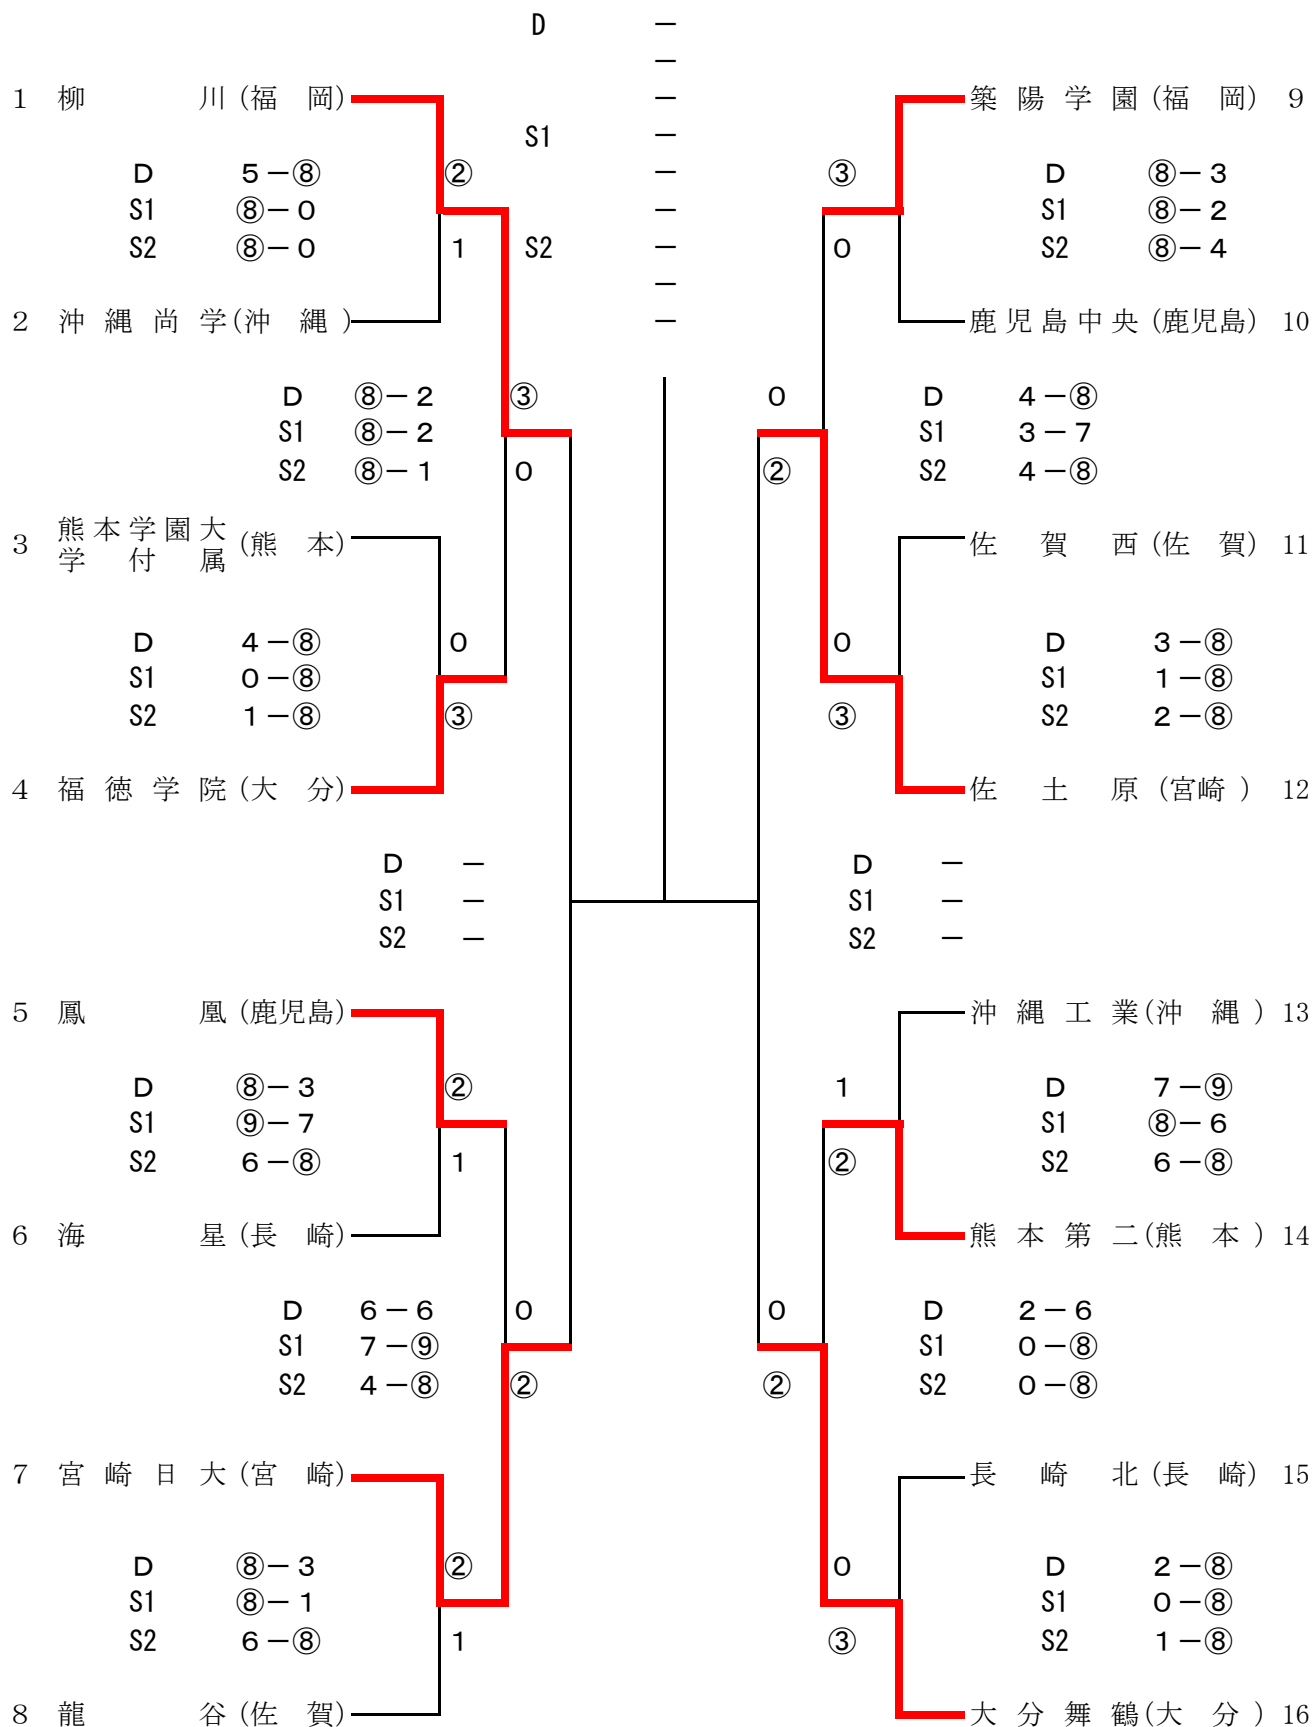 D －
－
1 柳 川 (福 岡) － 築 陽 学 園 (福 岡) 9
S1 －
D 5－⑧ ② － ③ D ⑧－3
S1 ⑧－0 － S1 ⑧－2
S2 ⑧－0 1 S2 － 0 S2 ⑧－4
－
2 沖 縄 尚 学 (沖 縄 ) － 鹿 児 島 中 央 (鹿児島) 10
D ⑧－2 ③ 0 D 4－⑧
S1 ⑧－2 S1 3－7
S2 ⑧－1 0 ② S2 4－⑧
3 熊 本 学 園 大 学 付 属 (熊 本) 佐 賀 西 (佐 賀) 11
D 4－⑧ 0 0 D 3－⑧
S1 0－⑧ S1 1－⑧
S2 1－⑧ ③ ③ S2 2－⑧
4 福 徳 学 院 (大 分) 佐 土 原 (宮崎 ) 12
D － D －
S1 － S1 －
S2 － S2 －
5 鳳 凰 (鹿児島) 沖 縄 工 業 (沖 縄 ) 13
D ⑧－3 ② 1 D 7－⑨
S1 ⑨－7 S1 ⑧－6
S2 6－⑧ 1 ② S2 6－⑧
6 海 星 (長 崎) 熊 本 第 二 (熊 本 ) 14
D 6－6 0 0 D 2－6
S1 7－⑨ S1 0－⑧
S2 4－⑧ ② ② S2 0－⑧
7 宮 崎 日 大 (宮 崎) 長 崎 北 (長 崎) 15
D ⑧－3 ② 0 D 2－⑧
S1 ⑧－1 S1 0－⑧
S2 6－⑧ 1 ③ S2 1－⑧
8 龍 谷 (佐 賀) 大 分 舞 鶴 (大 分 ) 16